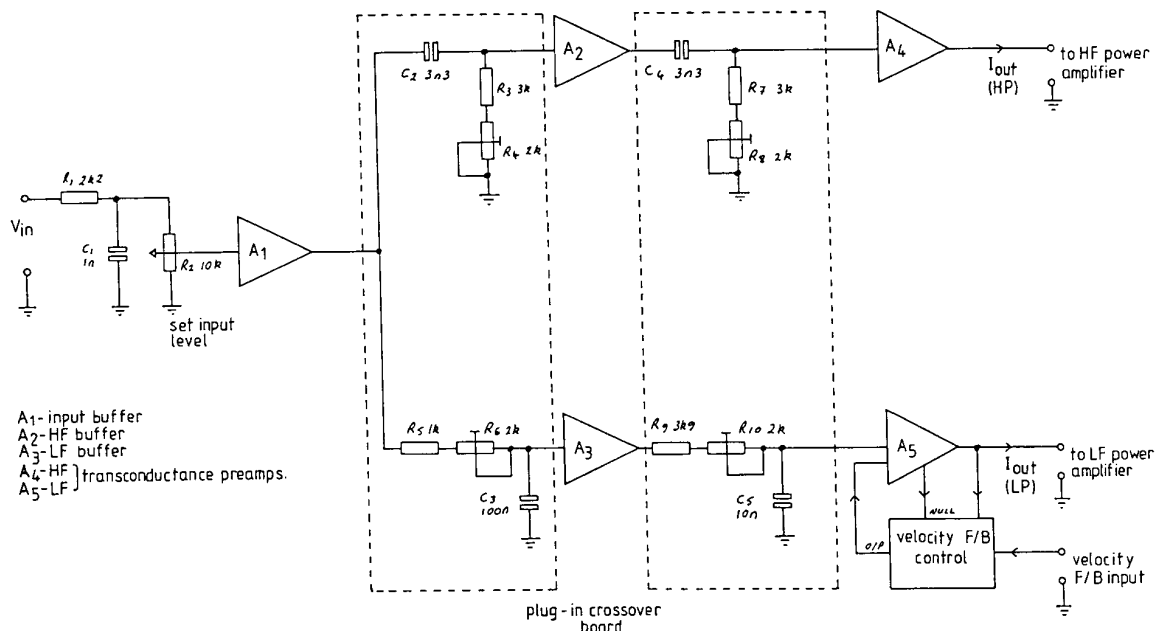 C2 3n3
R3 3k
R4 2k
A2
C4 3n3
R7 3k
R8 2k
A4
Iout
(HP)
to HF power
amplifier
Vin
R1 2k2
C1
1n
R2 10k
set input
level
A1
R5 1k
R6 2k
C3
100n
A3
R9 3k9
R10 2k
C5
10n
A5
Iout
(LP)
to LF power
amplifier
NULL
O/P
velocity F/B
control
velocity
F/B input
A1-input buffer
A2-HF buffer
A3-LF buffer
A4-HF
A5-LF
transconductance preamps.
plug-in crossover
board